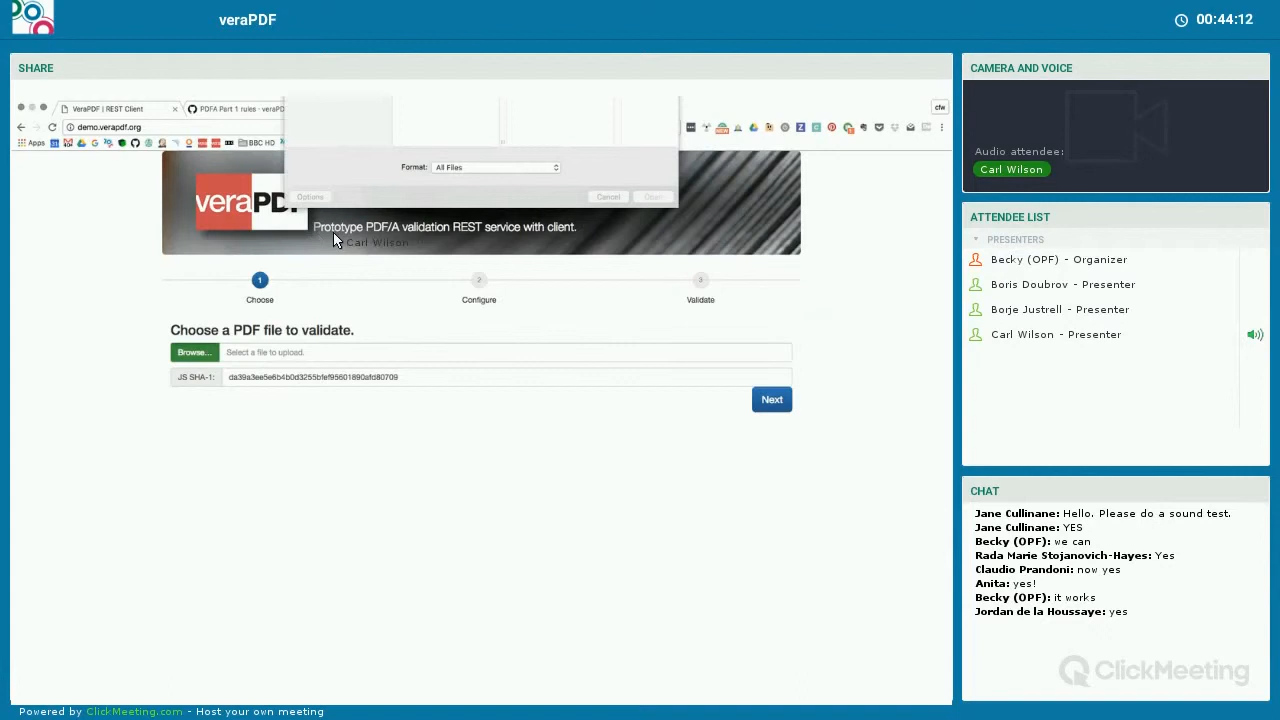 veraPDF
00:44:12
SHARE
VeraPDF | REST Client
PDFA Part 1 rules · veraPD
cfw
demo.verapdf.org
Apps
BBC HD
Format: All Files
Options
Cancel
veraPDF
Prototype PDF/A validation REST service with client.
Carl Wilson
1
2
3
Choose
Configure
Validate
Choose a PDF file to validate.
Browse... Select a file to upload.
JS SHA-1: da39a3ee5e6b4b0d3255bfef95601890afd80709
Next
CAMERA AND VOICE
Audio attendee:
Carl Wilson
ATTENDEE LIST
PRESENTERS
Becky (OPF) - Organizer
Boris Doubrov - Presenter
Borje Justrell - Presenter
Carl Wilson - Presenter
CHAT
Jane Cullinane: Hello. Please do a sound test.
Jane Cullinane: YES
Becky (OPF): we can
Rada Marie Stojanovich-Hayes: Yes
Claudio Prandoni: now yes
Anita: yes!
Becky (OPF): it works
Jordan de la Houssaye: yes
ClickMeeting
Powered by ClickMeeting.com - Host your own meeting